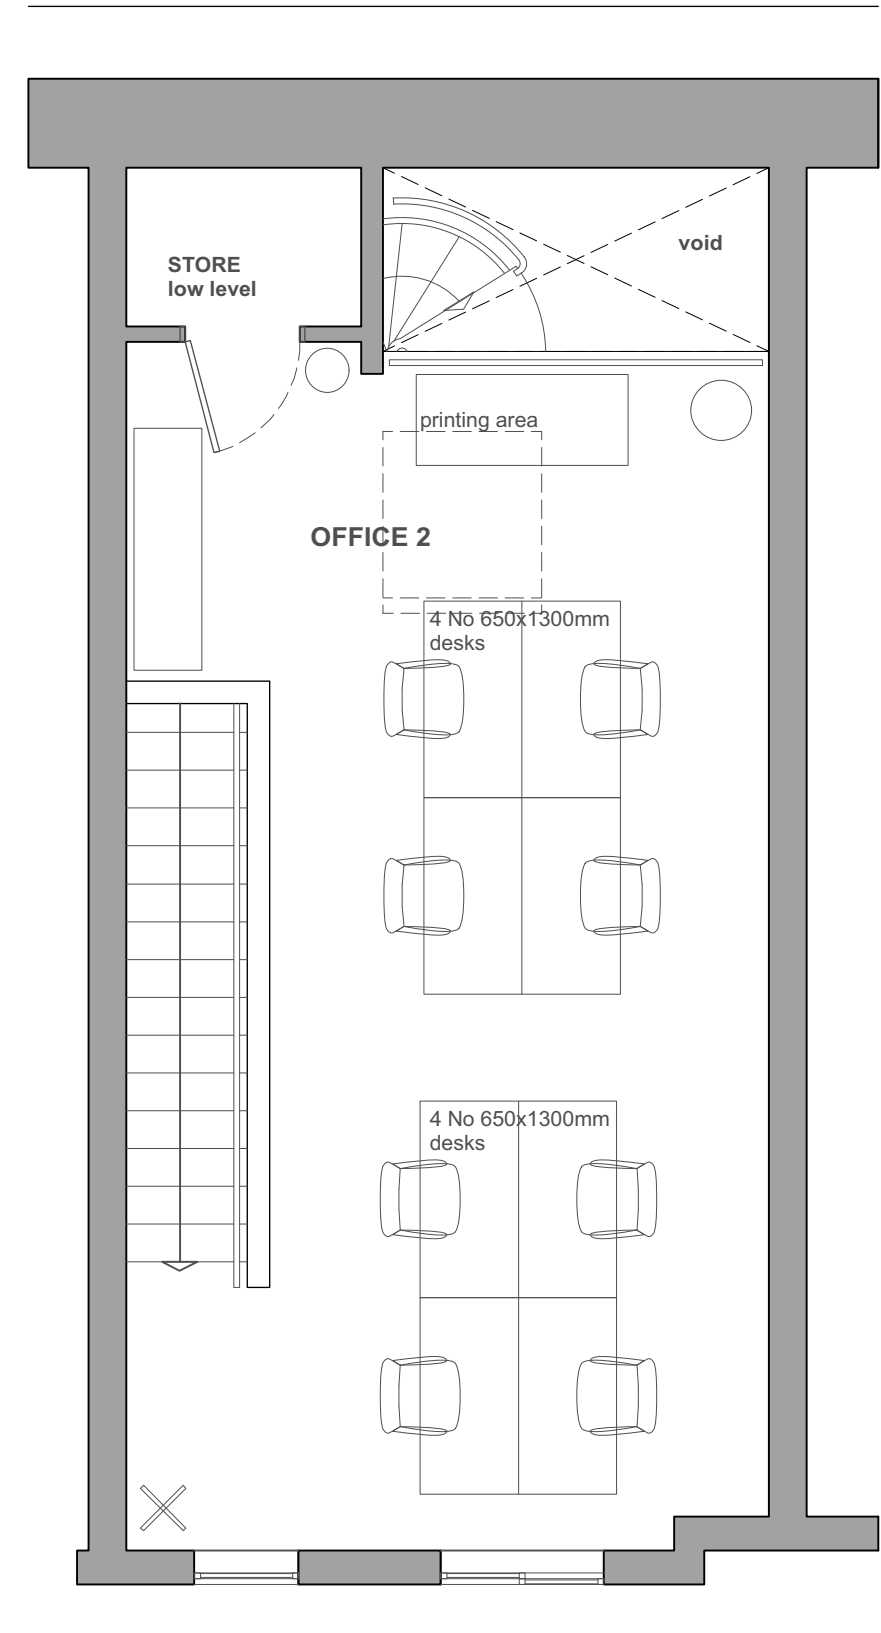 void
STORE
low level
printing area
OFFICE 2
4 No 650x1300mm
desks
4 No 650x1300mm
desks